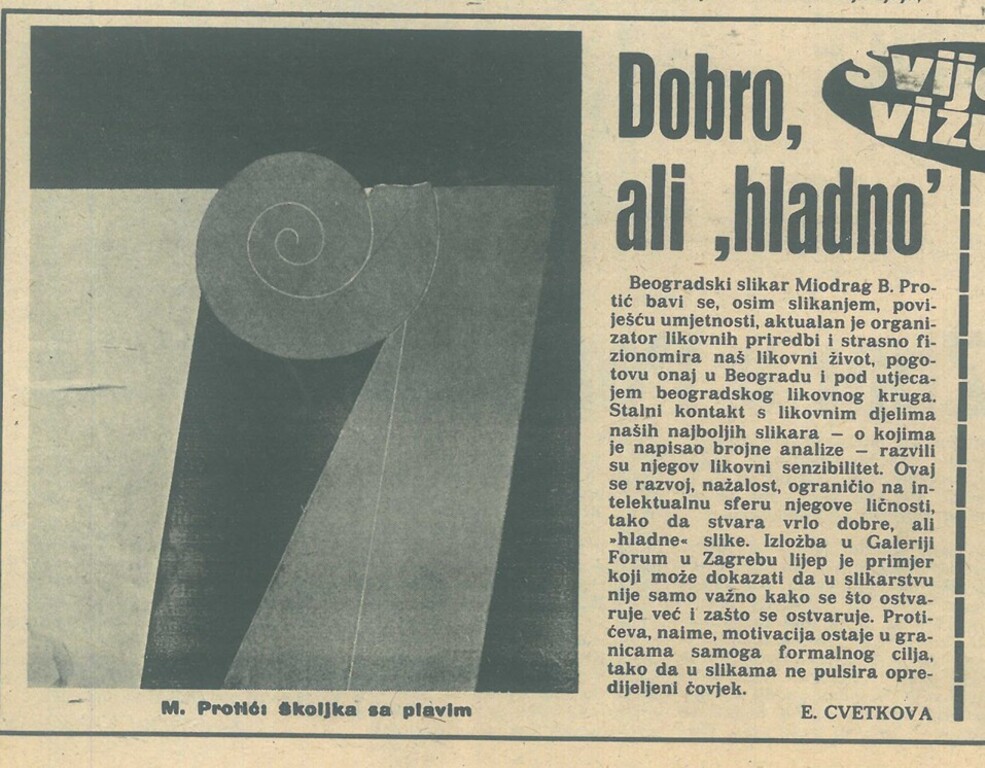 Dobro,
ali ‚hladno’
Svije
vizu
Beogradski slikar Miodrag B. Pro-
tić bavi se, osim slikanjem, povi-
ješću umjetnosti, aktualan je organi-
zator likovnih priredbi i strasno fi-
zionomira naš likovni život, pogo-
tovu onaj u Beogradu i pod utjeca-
jem beogradskog likovnog kruga.
Stalni kontakt s likovnim djelima
naših najboljih slikara — o kojima
je napisao brojne analize — razvili
su njegov likovni senzibilitet. Ovaj
se razvoj, nažalost, ograničio na in-
telektualnu sferu njegove ličnosti,
tako da stvara vrlo dobre, ali
»hladne« slike. Izložba u Galeriji
Forum u Zagrebu lijep je primjer
koji može dokazati da u slikarstvu
nije samo važno kako se što ostva-
ruje već i zašto se ostvaruje. Proti-
ćeva, naime, motivacija ostaje u gra-
nicama samoga formalnog cilja,
tako da u slikama ne pulsira opre-
dijeljeni čovjek.
E. CVETKOVA
M. Protić: školjka sa plavim